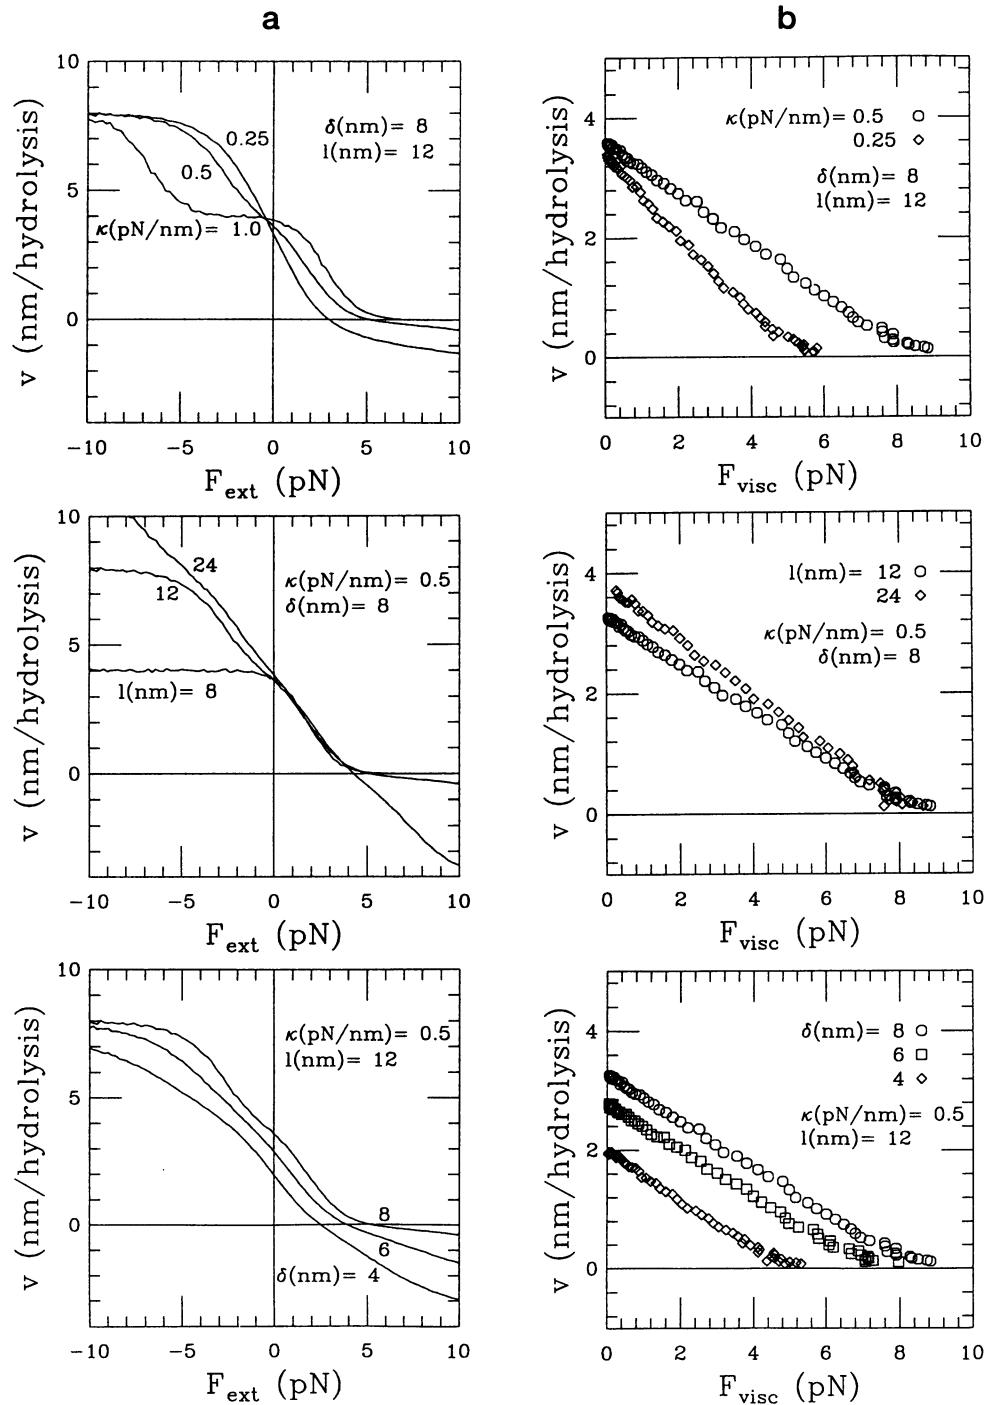 a
b
10
5
0
v (nm/hydrolysis)
0.25
0.5
κ(pN/nm)= 1.0
δ(nm)= 8
l(nm)= 12
−10
−5
0
5
10
F_ext (pN)
4
2
0
v (nm/hydrolysis)
κ(pN/nm)= 0.5
0.25
δ(nm)= 8
l(nm)= 12
0
2
4
6
8
10
F_visc (pN)
10
5
0
v (nm/hydrolysis)
24
12
l(nm)= 8
κ(pN/nm)= 0.5
δ(nm)= 8
−10
−5
0
5
10
F_ext (pN)
4
2
0
v (nm/hydrolysis)
l(nm)= 12
24
κ(pN/nm)= 0.5
δ(nm)= 8
0
2
4
6
8
10
F_visc (pN)
10
5
0
v (nm/hydrolysis)
κ(pN/nm)= 0.5
l(nm)= 12
8
6
δ(nm)= 4
−10
−5
0
5
10
F_ext (pN)
4
2
0
v (nm/hydrolysis)
δ(nm)= 8
6
4
κ(pN/nm)= 0.5
l(nm)= 12
0
2
4
6
8
10
F_visc (pN)